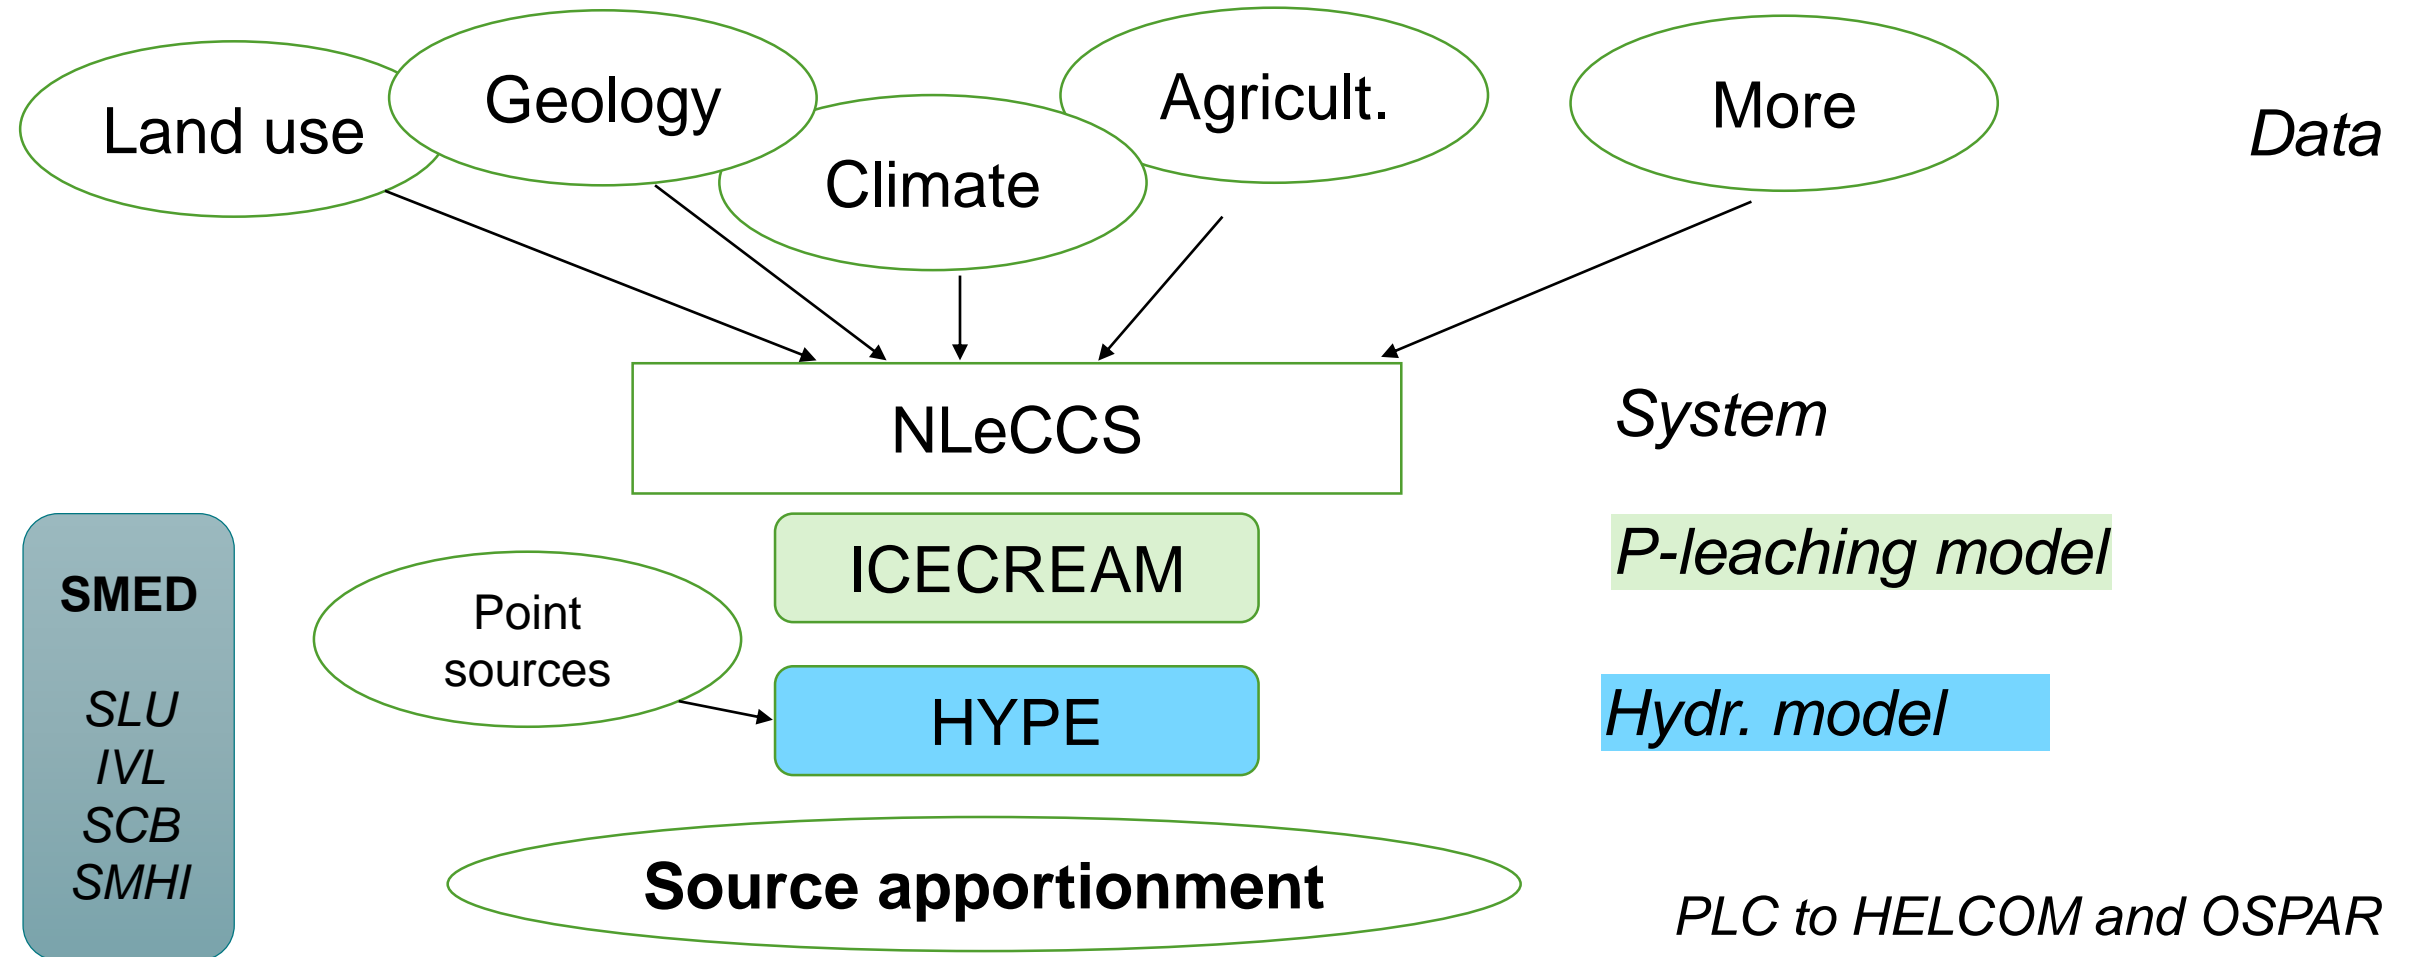 Land use
Geology
Climate
Agricult.
More
Data
NLeCCS
System
ICECREAM
P-leaching model
Point
sources
HYPE
Hydr. model
SMED
SLU
IVL
SCB
SMHI
Source apportionment
PLC to HELCOM and OSPAR